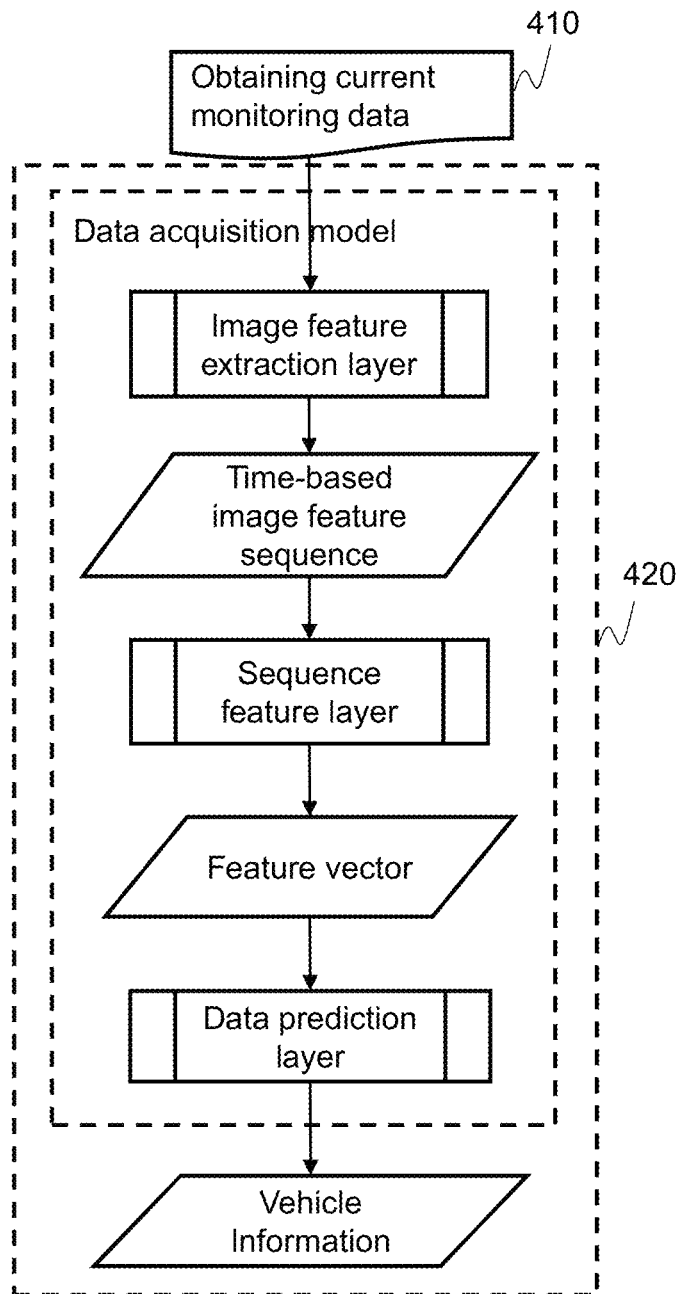 410
Obtaining current
monitoring data
Data acquisition model
Image feature
extraction layer
Time-based
image feature
sequence
420
Sequence
feature layer
Feature vector
Data prediction
layer
Vehicle
Information